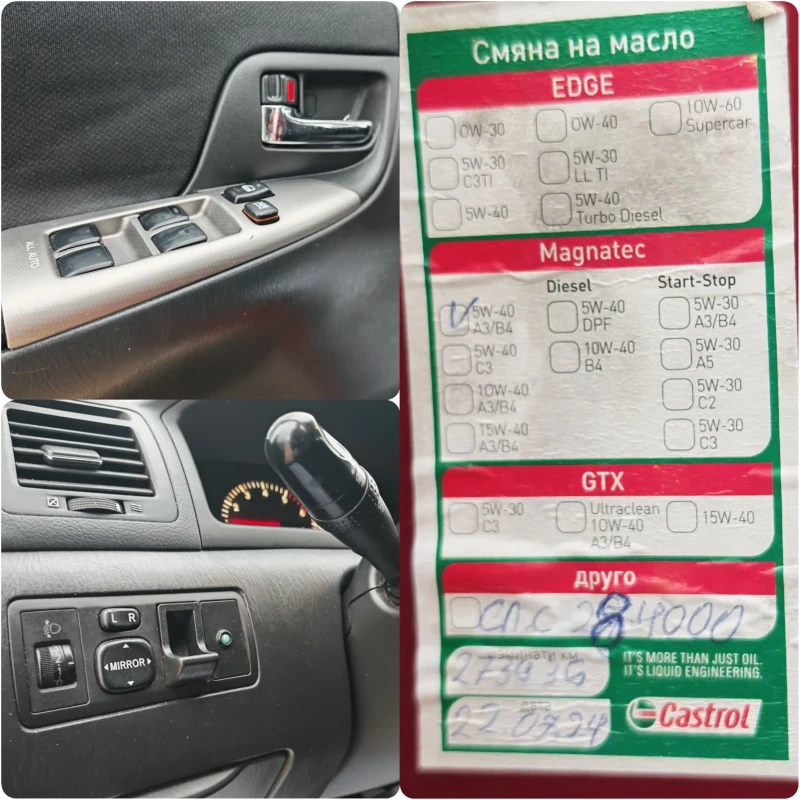 ALL AUTO
L R
MIRROR
Смяна на масло
EDGE
0W-30
0W-40
10W-60
Supercar
5W-30
C3TI
5W-30
LL TI
5W-40
5W-40
Turbo Diesel
Magnatec
Diesel
Start-Stop
5W-40
A3/B4
5W-40
DPF
5W-30
A3/B4
5W-40
C3
10W-40
B4
5W-30
A5
10W-40
A3/B4
5W-30
C2
15W-40
A3/B4
5W-30
C3
GTX
5W-30
C3
Ultraclean
10W-40
A3/B4
15W-40
друго
СЛ.С 284000
изминати км
IT'S MORE THAN JUST OIL.
IT'S LIQUID ENGINEERING.
дата
22.07.24
Castrol